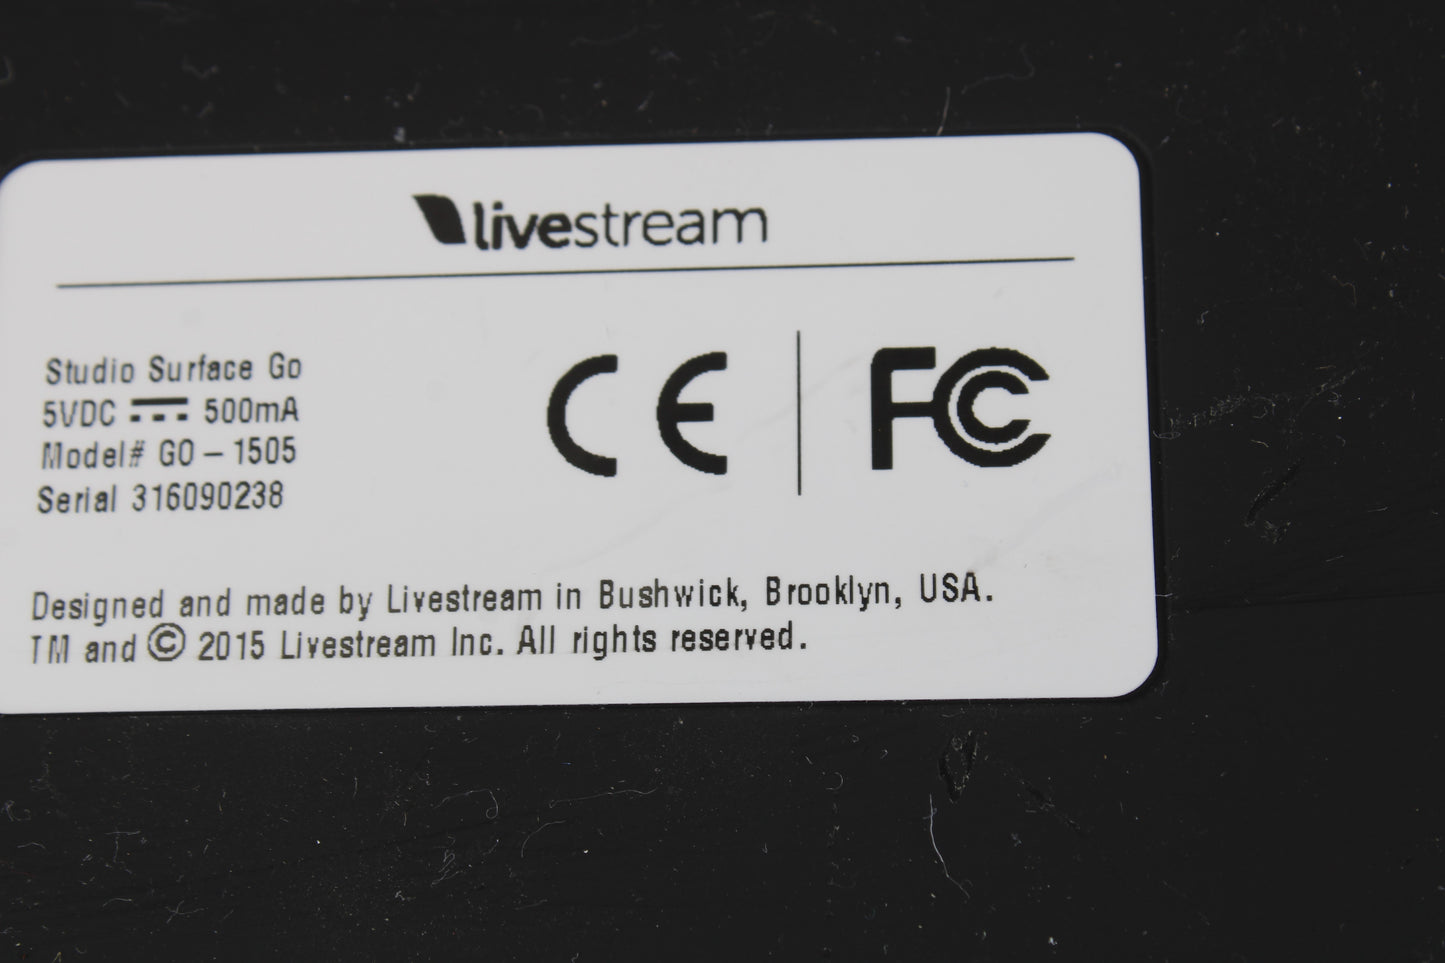 livestream
Studio Surface Go
5VDC ⎓ 500mA
Model# GO – 1505
Serial 316090238
CE | FC
Designed and made by Livestream in Bushwick, Brooklyn, USA.
TM and © 2015 Livestream Inc. All rights reserved.